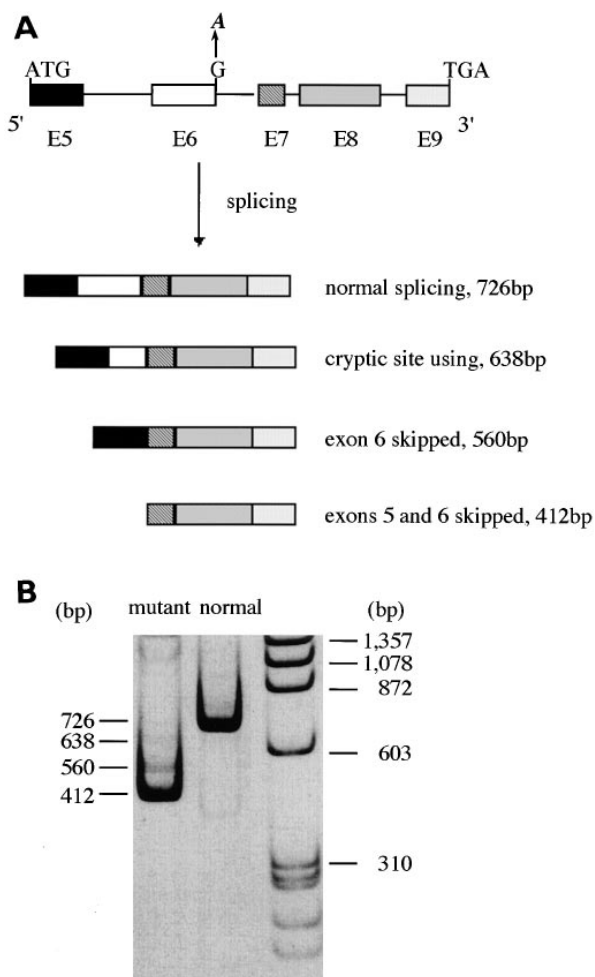 A
A
ATG
G
TGA
5'
3'
E5
E6
E7
E8
E9
splicing
normal splicing, 726bp
cryptic site using, 638bp
exon 6 skipped, 560bp
exons 5 and 6 skipped, 412bp
B
(bp)
mutant
normal
(bp)
1,357
1,078
872
726
638
603
560
412
310